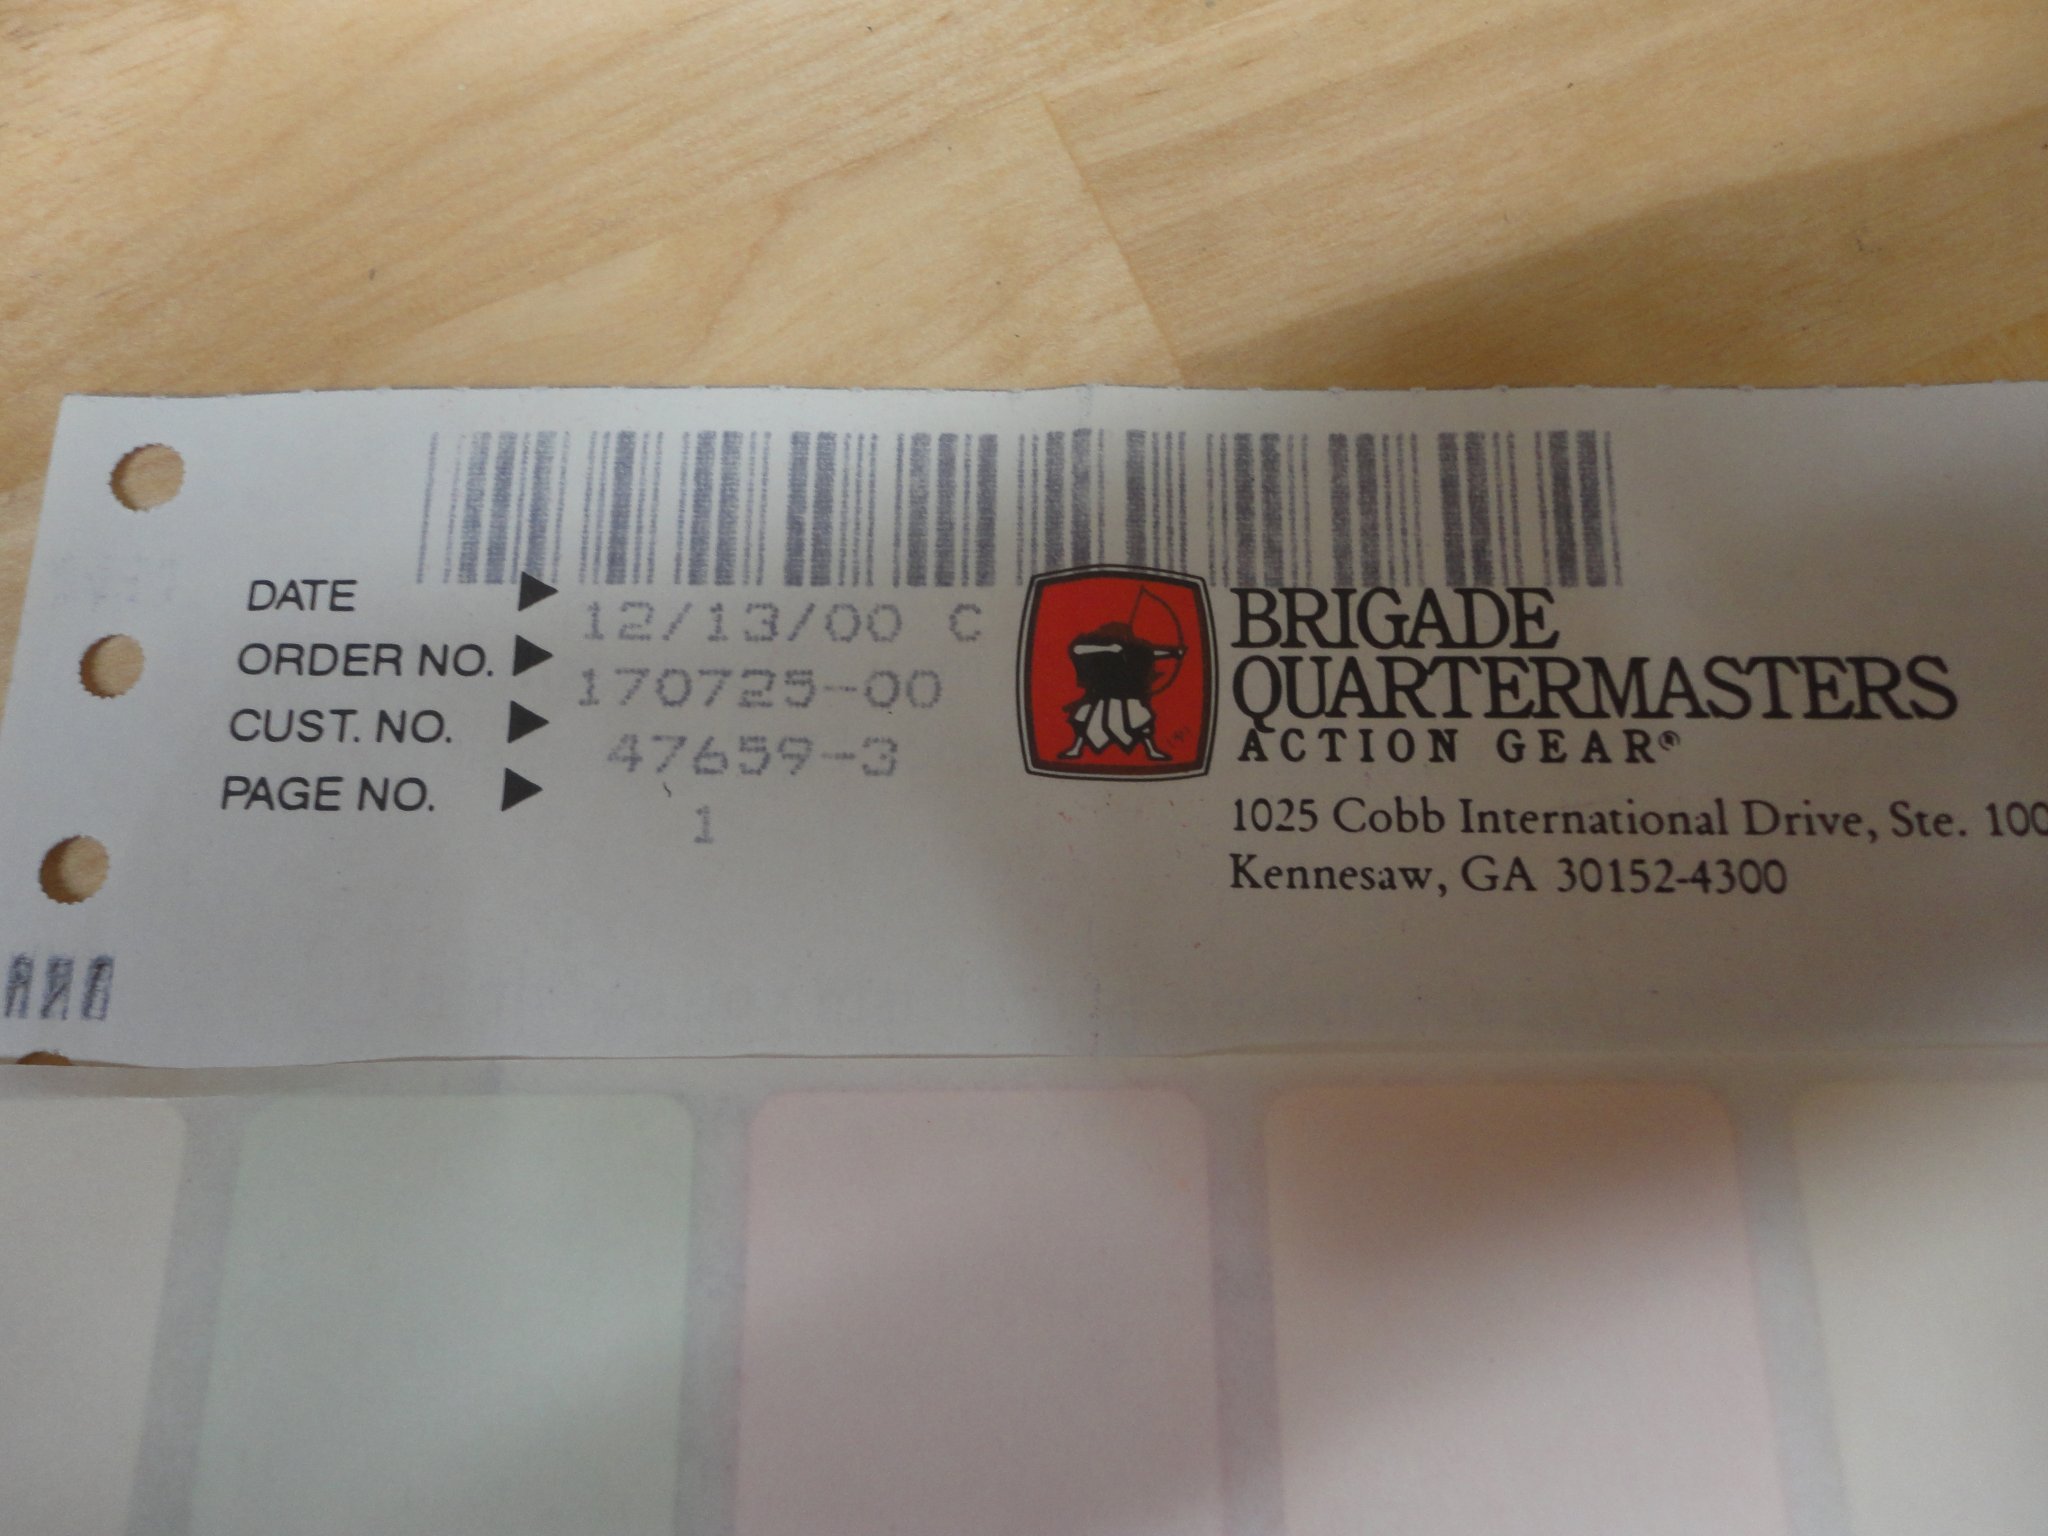 DATE ▶ 12/13/00 C
ORDER NO. ▶ 170725-00
CUST. NO. ▶ 47659-3
PAGE NO. ▶ 1
BRIGADE
QUARTERMASTERS
ACTION GEAR®
1025 Cobb International Drive, Ste. 100
Kennesaw, GA 30152-4300